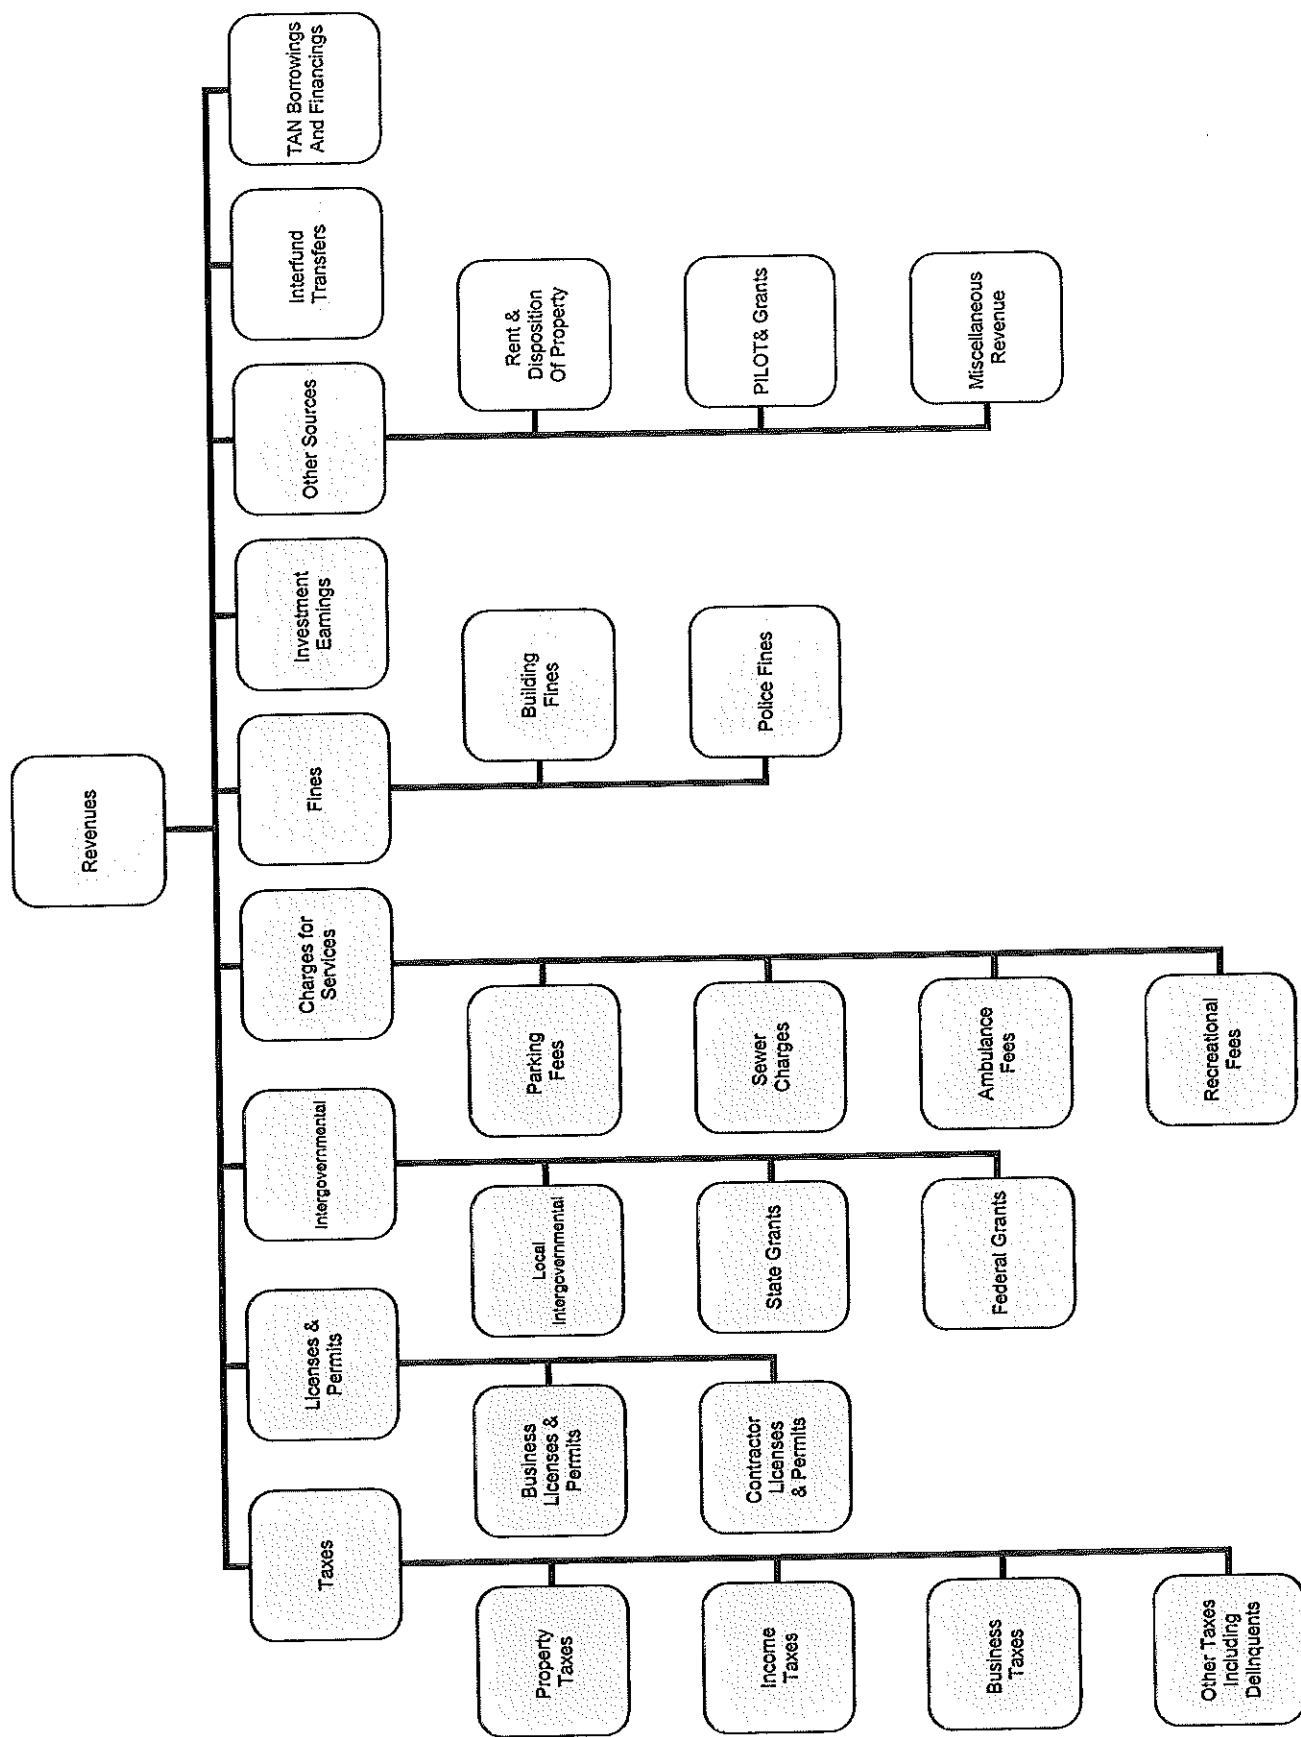 Revenues
Taxes
Licenses &
Permits
Intergovernmental
Charges for
Services
Fines
Investment
Earnings
Other Sources
Interfund
Transfers
TAN Borrowings
And Financings
Property
Taxes
Income
Taxes
Business
Taxes
Other Taxes
Including
Delinquents
Business
Licenses &
Permits
Contractor
Licenses
& Permits
Local
Intergovernmental
State Grants
Federal Grants
Parking
Fees
Sewer
Charges
Ambulance
Fees
Recreational
Fees
Building
Fines
Police Fines
Rent &
Disposition
Of Property
PILOT& Grants
Miscellaneous
Revenue